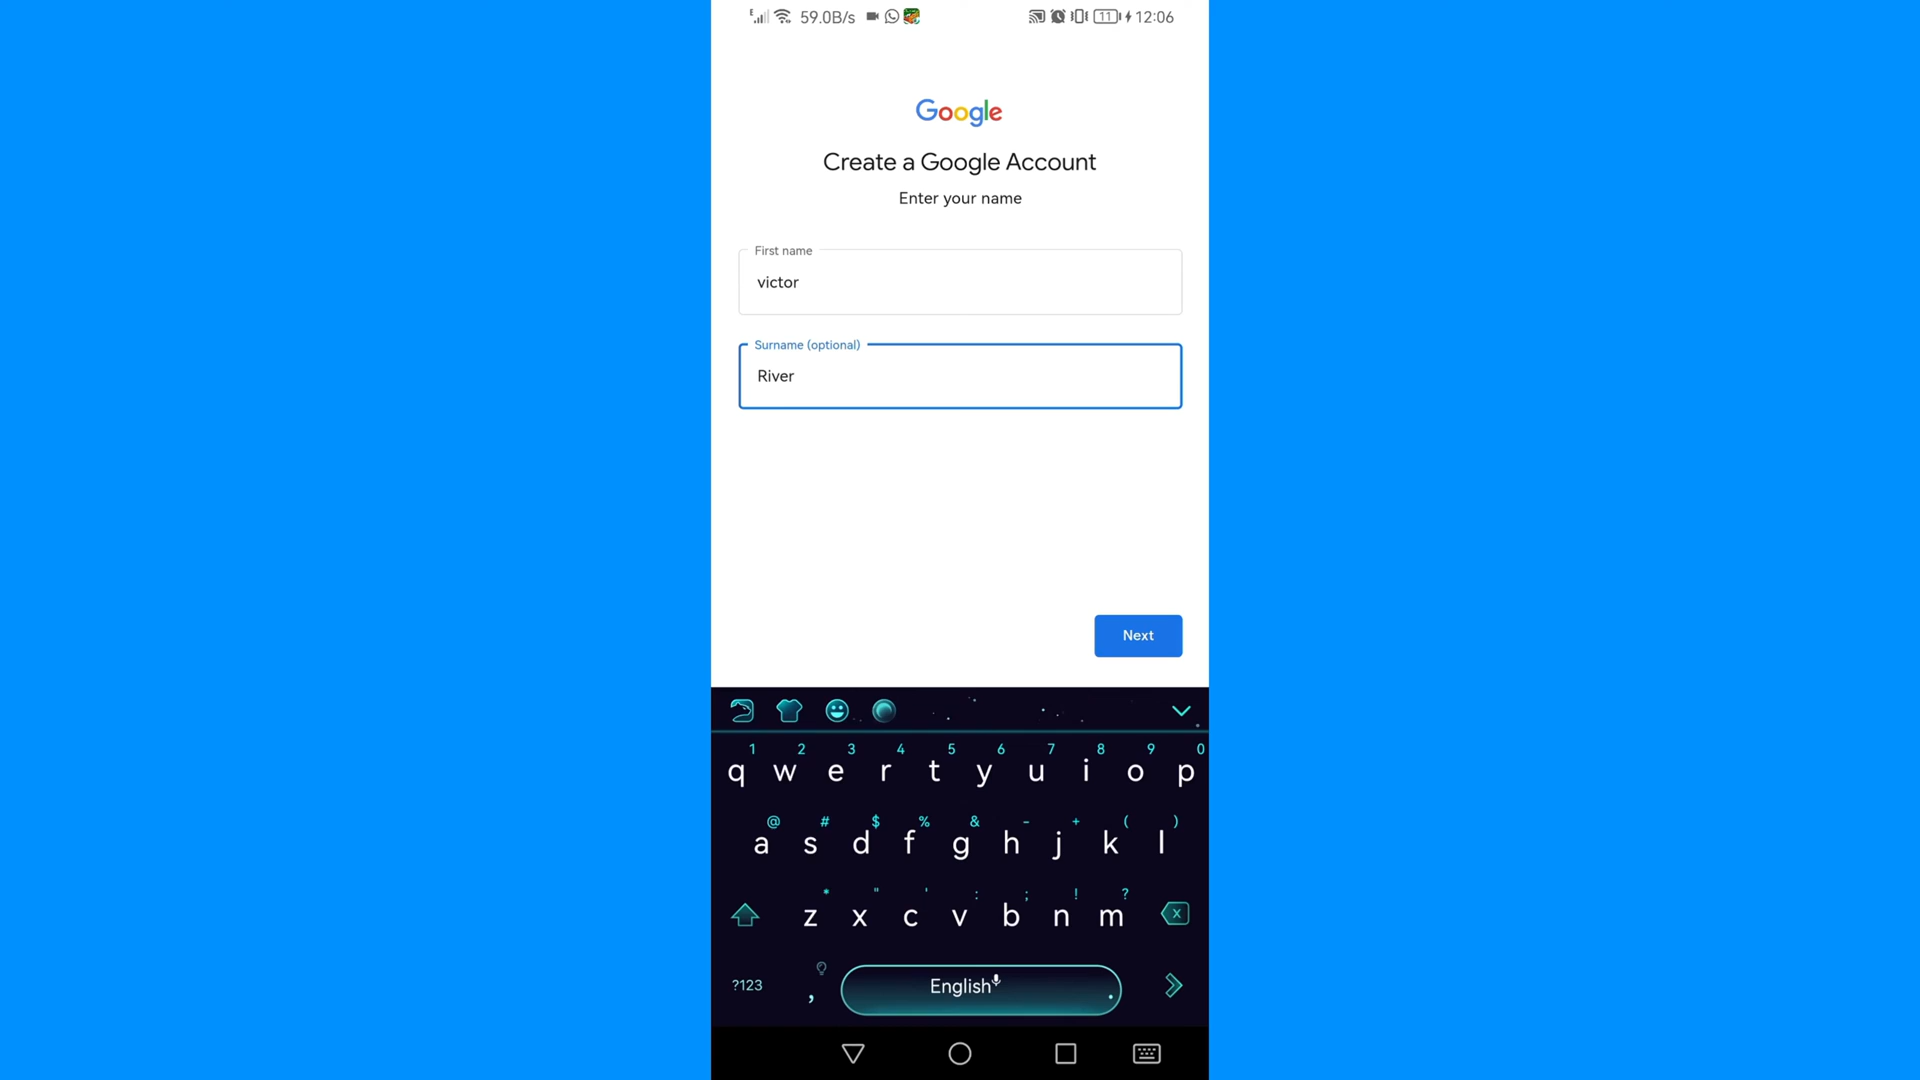 E 59.0B/s 11 12:06
Google
Create a Google Account
Enter your name
First name
victor
Surname (optional)
River
Next
1 2 3 4 5 6 7 8 9 0
q w e r t y u i o p
@ # $ % & - + ( )
a s d f g h j k l
* " ' : ; ! ?
z x c v b n m
?123 , English .